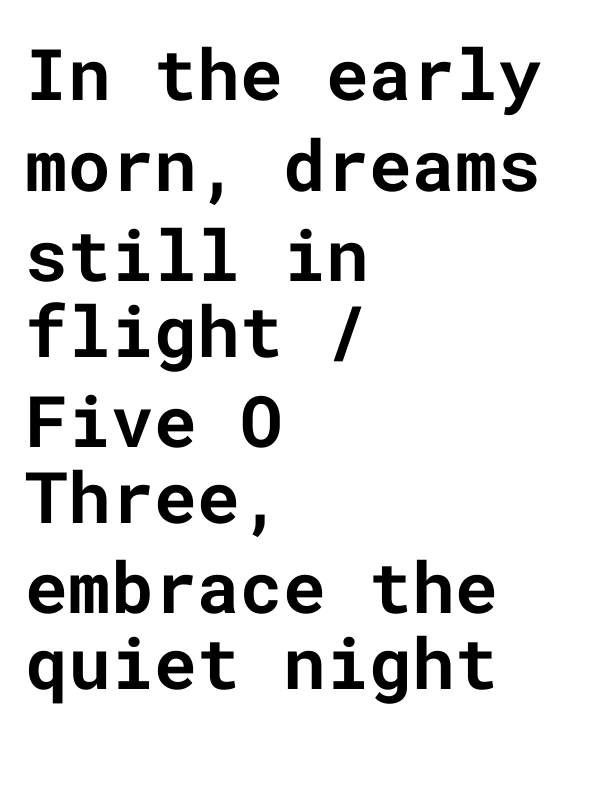 In the early
morn, dreams
still in
flight /
Five O
Three,
embrace the
quiet night